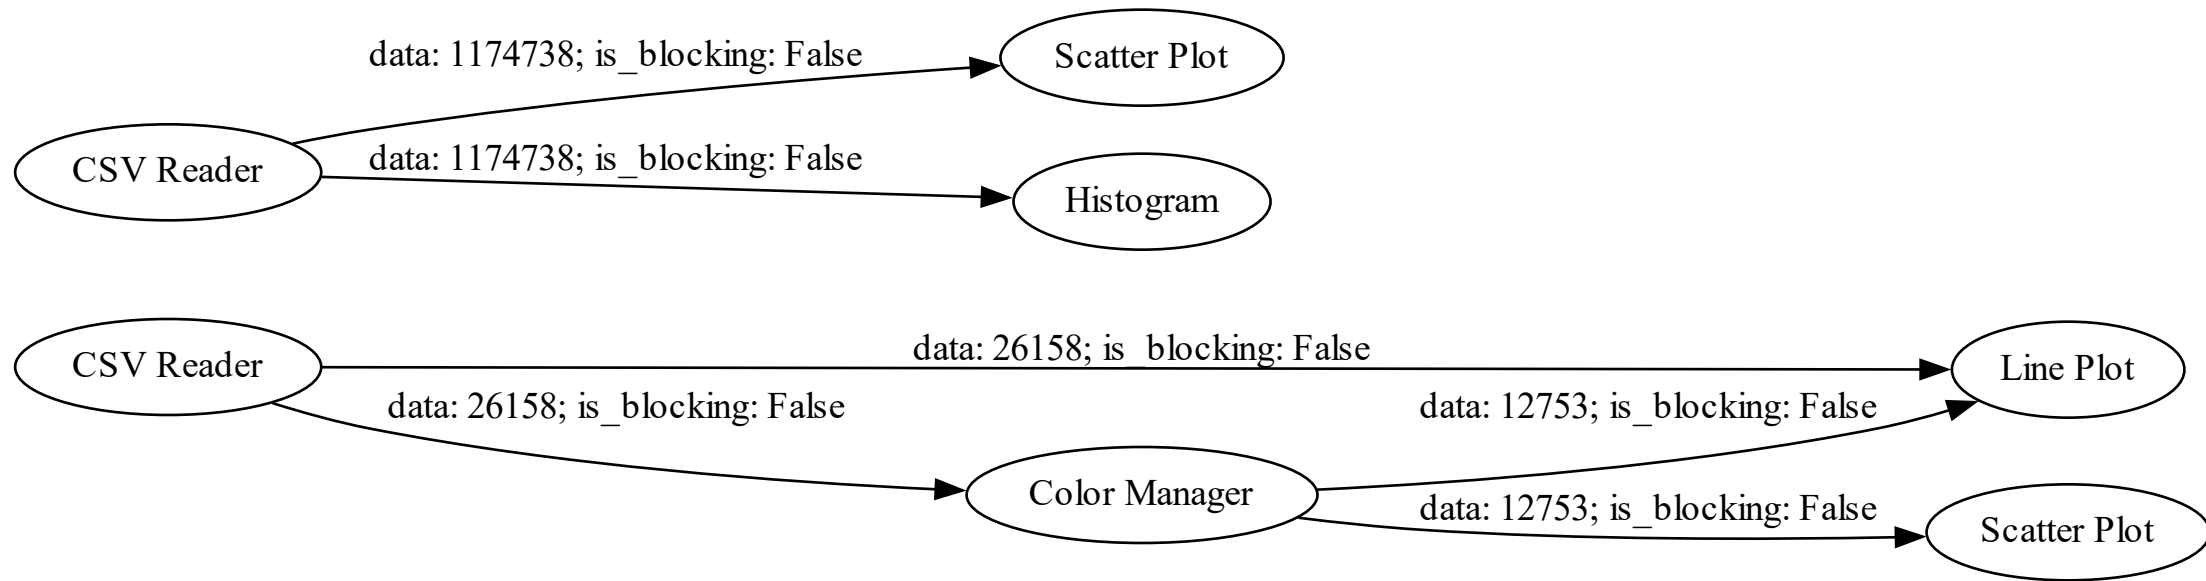 data: 1174738; is_blocking: False
Scatter Plot
CSV Reader
data: 1174738; is_blocking: False
Histogram
CSV Reader
data: 26158; is_blocking: False
Line Plot
data: 26158; is_blocking: False
data: 12753; is_blocking: False
Color Manager
data: 12753; is_blocking: False
Scatter Plot